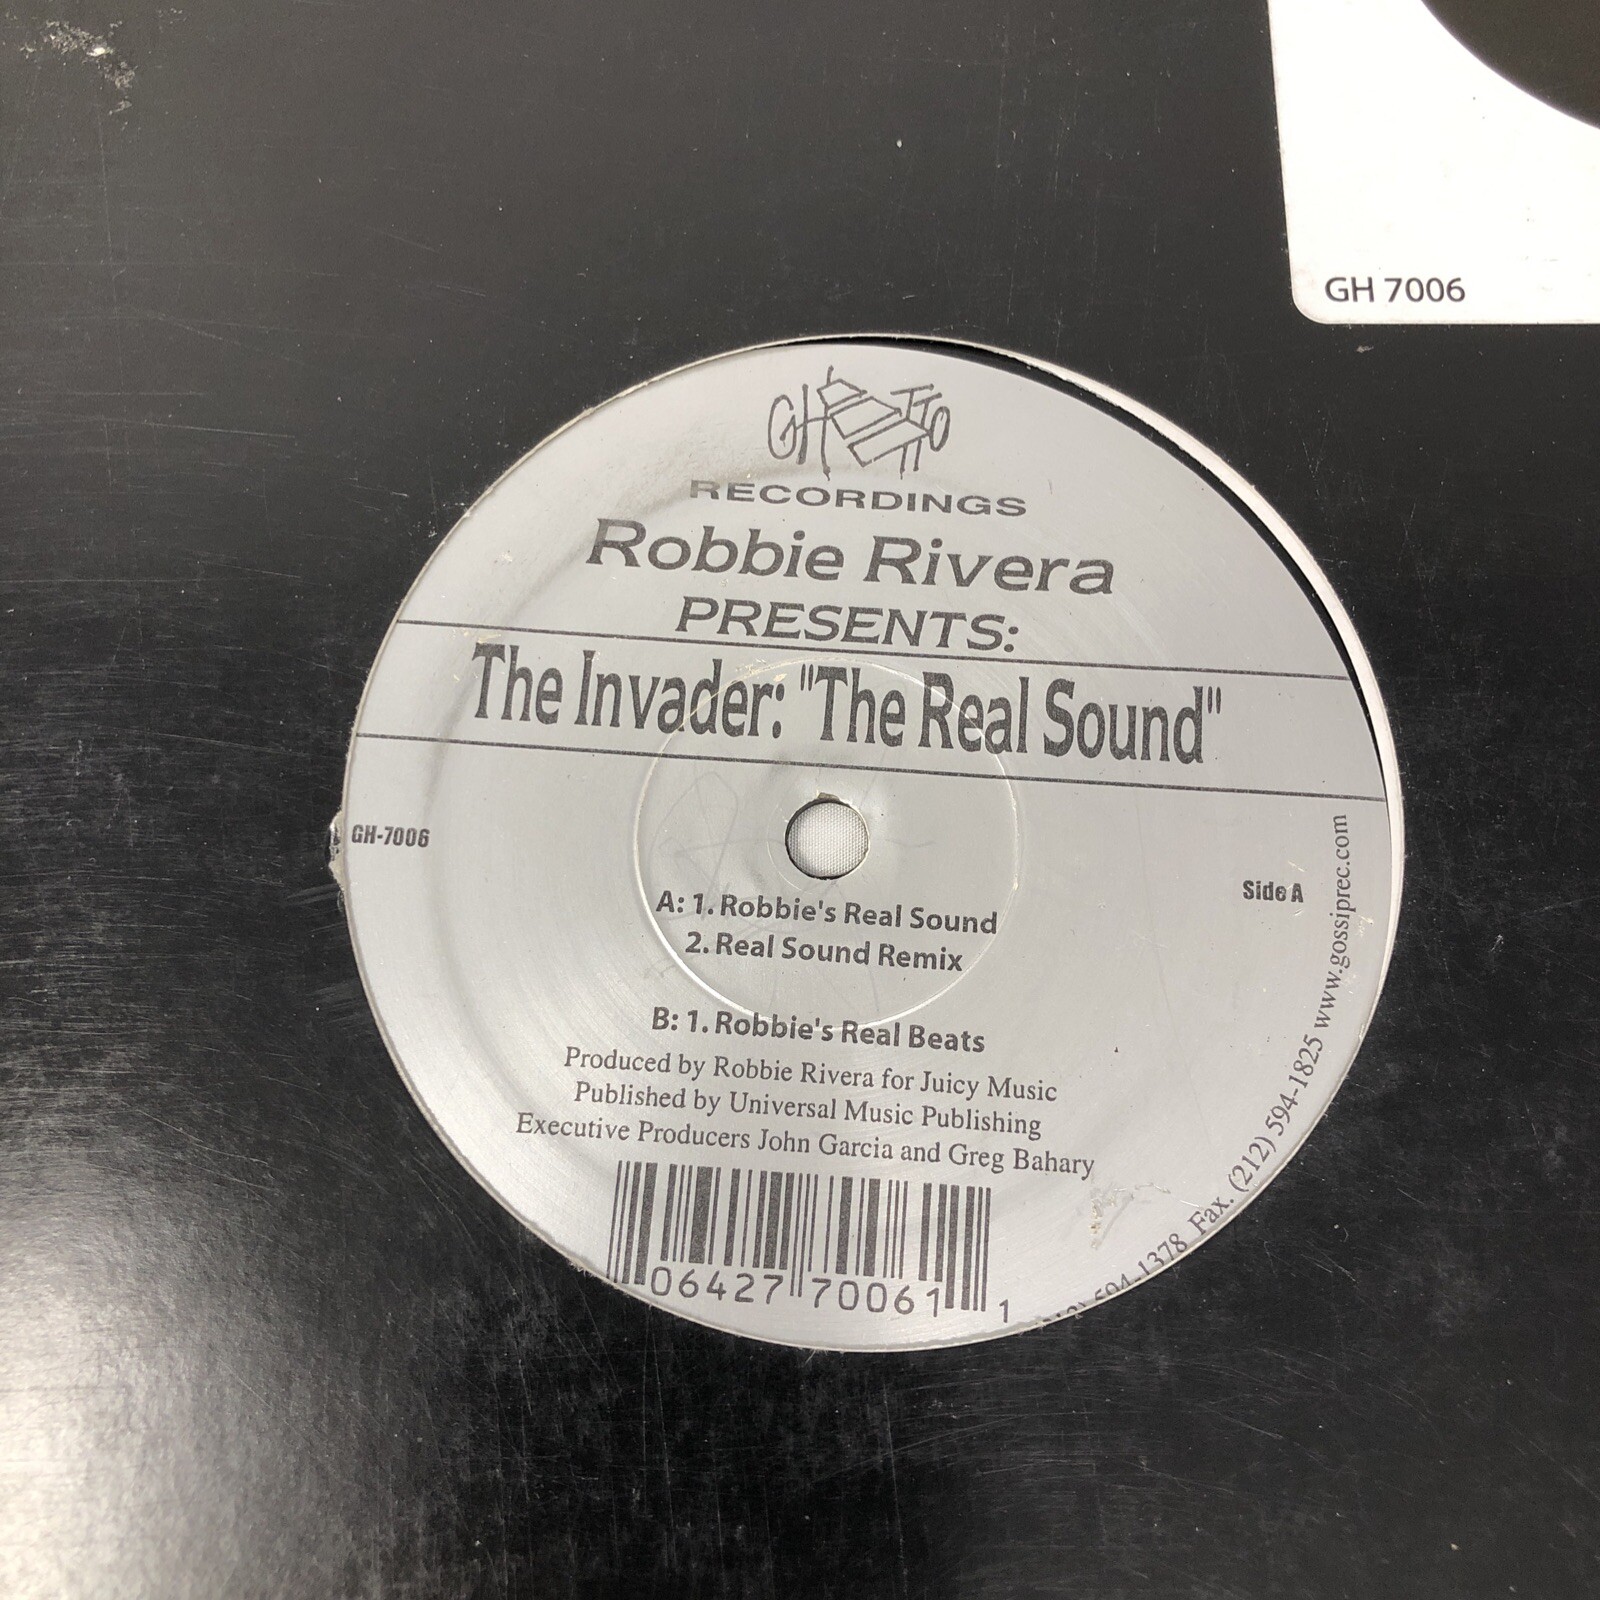 GH 7006
GHETTO
RECORDINGS
Robbie Rivera
PRESENTS:
The Invader: "The Real Sound"
GH-7006
Side A
A: 1. Robbie's Real Sound
2. Real Sound Remix
B: 1. Robbie's Real Beats
Produced by Robbie Rivera for Juicy Music
Published by Universal Music Publishing
Executive Producers John Garcia and Greg Bahary
06427 70061 1
594-1378 Fax. (212) 594-1825 www.gossiprec.com